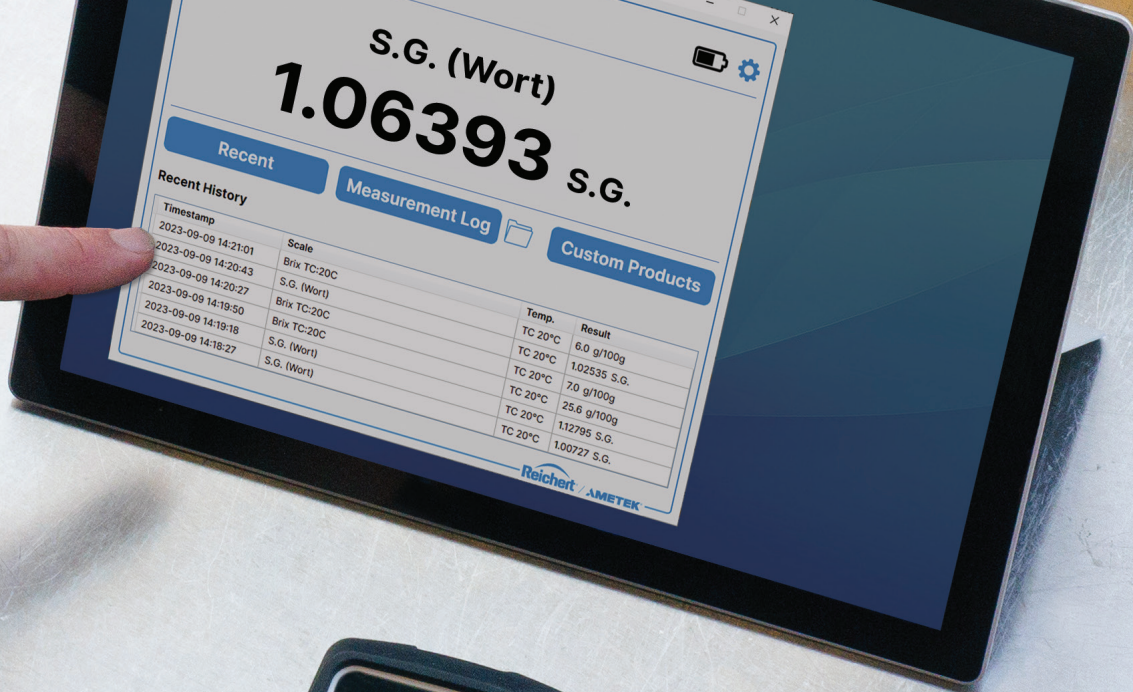 S.G. (Wort)
1.06393 S.G.
Recent Measurement Log Custom Products
Recent History
Timestamp Scale Temp. Result
2023-09-09 14:21:01 Brix TC:20C TC 20°C 6.0 g/100g
2023-09-09 14:20:43 S.G. (Wort) TC 20°C 1.02535 S.G.
2023-09-09 14:20:27 Brix TC:20C TC 20°C 7.0 g/100g
2023-09-09 14:19:50 Brix TC:20C TC 20°C 25.6 g/100g
2023-09-09 14:19:18 S.G. (Wort) TC 20°C 1.12795 S.G.
2023-09-09 14:18:27 S.G. (Wort) TC 20°C 1.00727 S.G.
Reichert / AMETEK